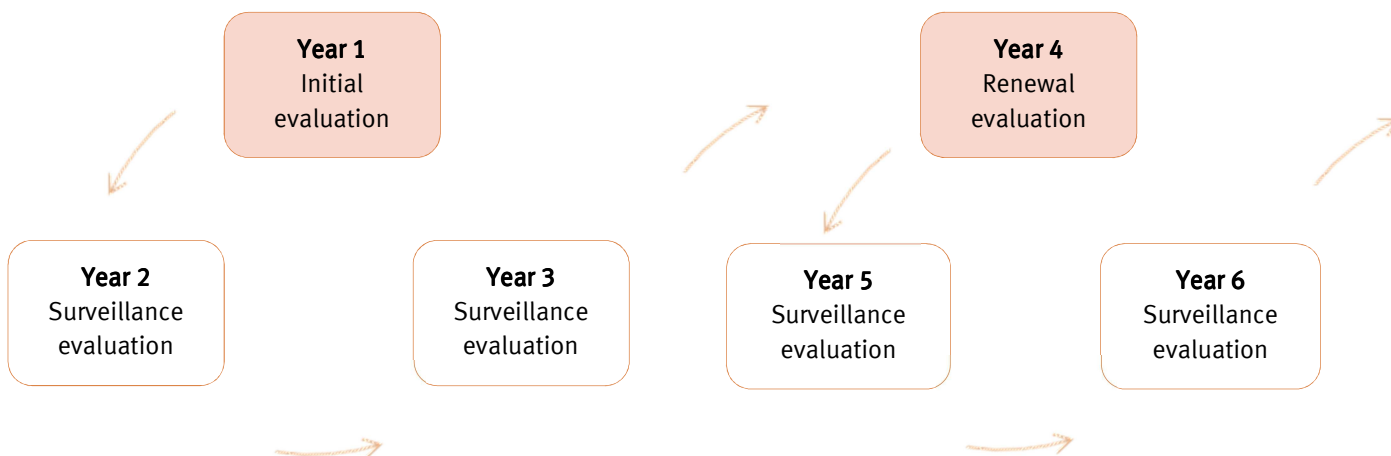 Year 1
Initial
evaluation
Year 4
Renewal
evaluation
Year 2
Surveillance
evaluation
Year 3
Surveillance
evaluation
Year 5
Surveillance
evaluation
Year 6
Surveillance
evaluation